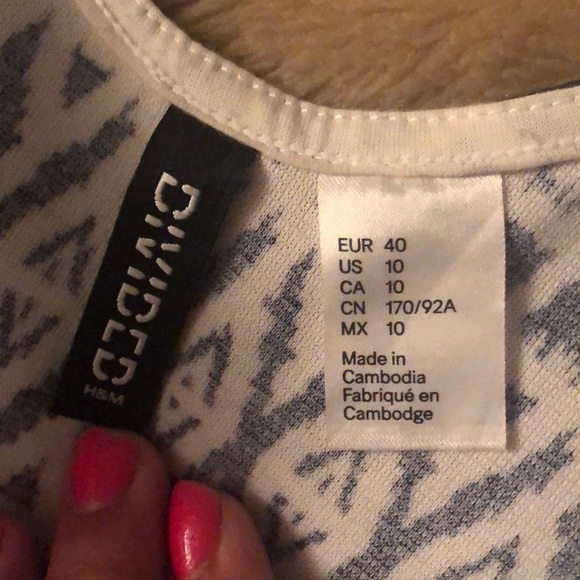 DIVIDED
H&M
EUR 40
US 10
CA 10
CN 170/92A
MX 10
Made in
Cambodia
Fabriqué en
Cambodge